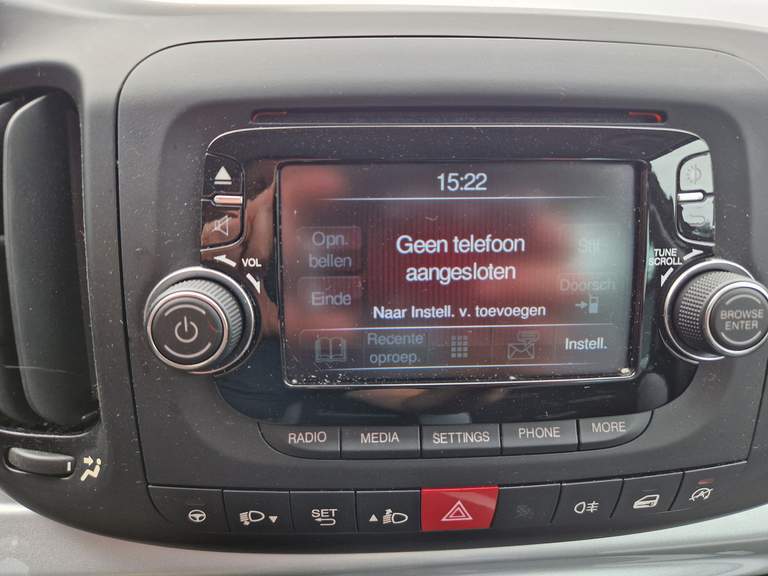 15:22
Opn.
bellen
Geen telefoon
aangesloten
Stil
Einde
Doorsch
Naar Instell. v. toevoegen
Recente
oproep.
Instell.
VOL
TUNE
SCROLL
BROWSE
ENTER
RADIO
MEDIA
SETTINGS
PHONE
MORE
SET